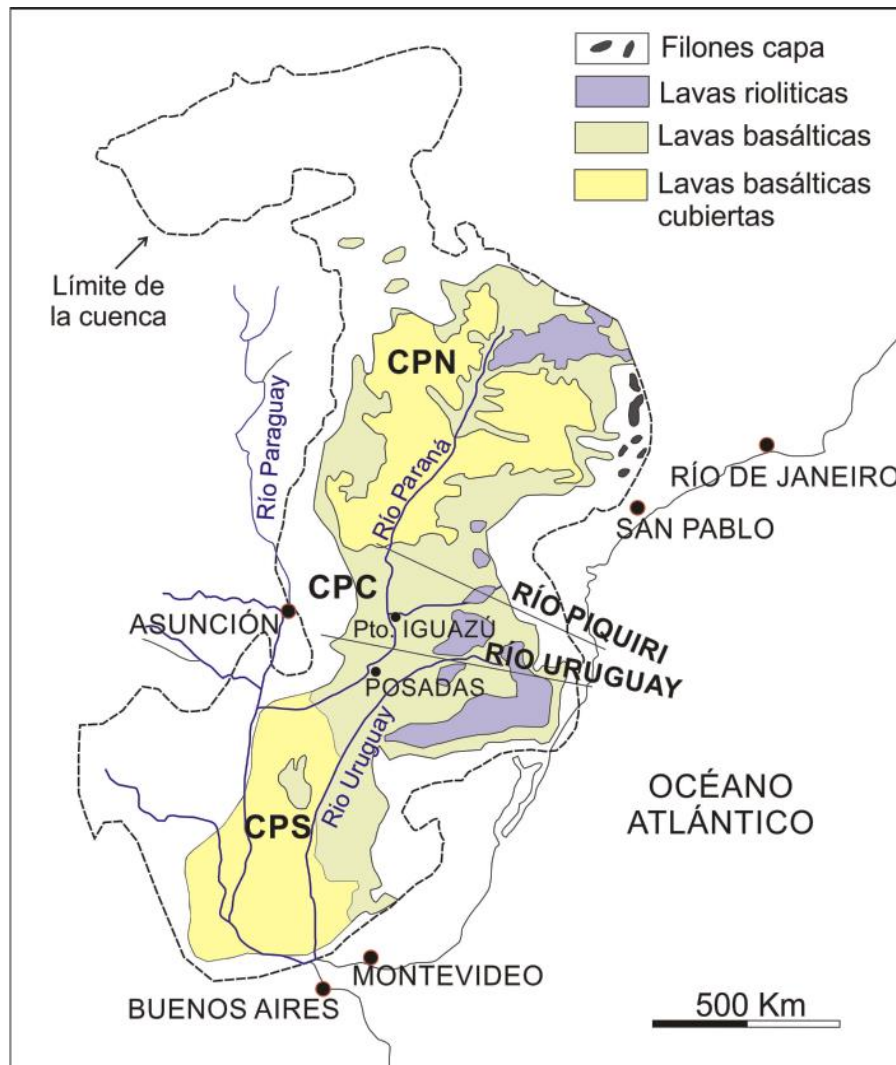 Filones capa
Lavas rioliticas
Lavas basálticas
Lavas basálticas
cubiertas
Límite de
la cuenca
CPN
Río Paraguay
Río Paraná
RÍO DE JANEIRO
SAN PABLO
CPC
ASUNCIÓN
Pto. IGUAZÚ
RÍO PIQUIRI
RÍO URUGUAY
POSADAS
Río Uruguay
OCÉANO
ATLÁNTICO
CPS
MONTEVIDEO
BUENOS AIRES
500 Km